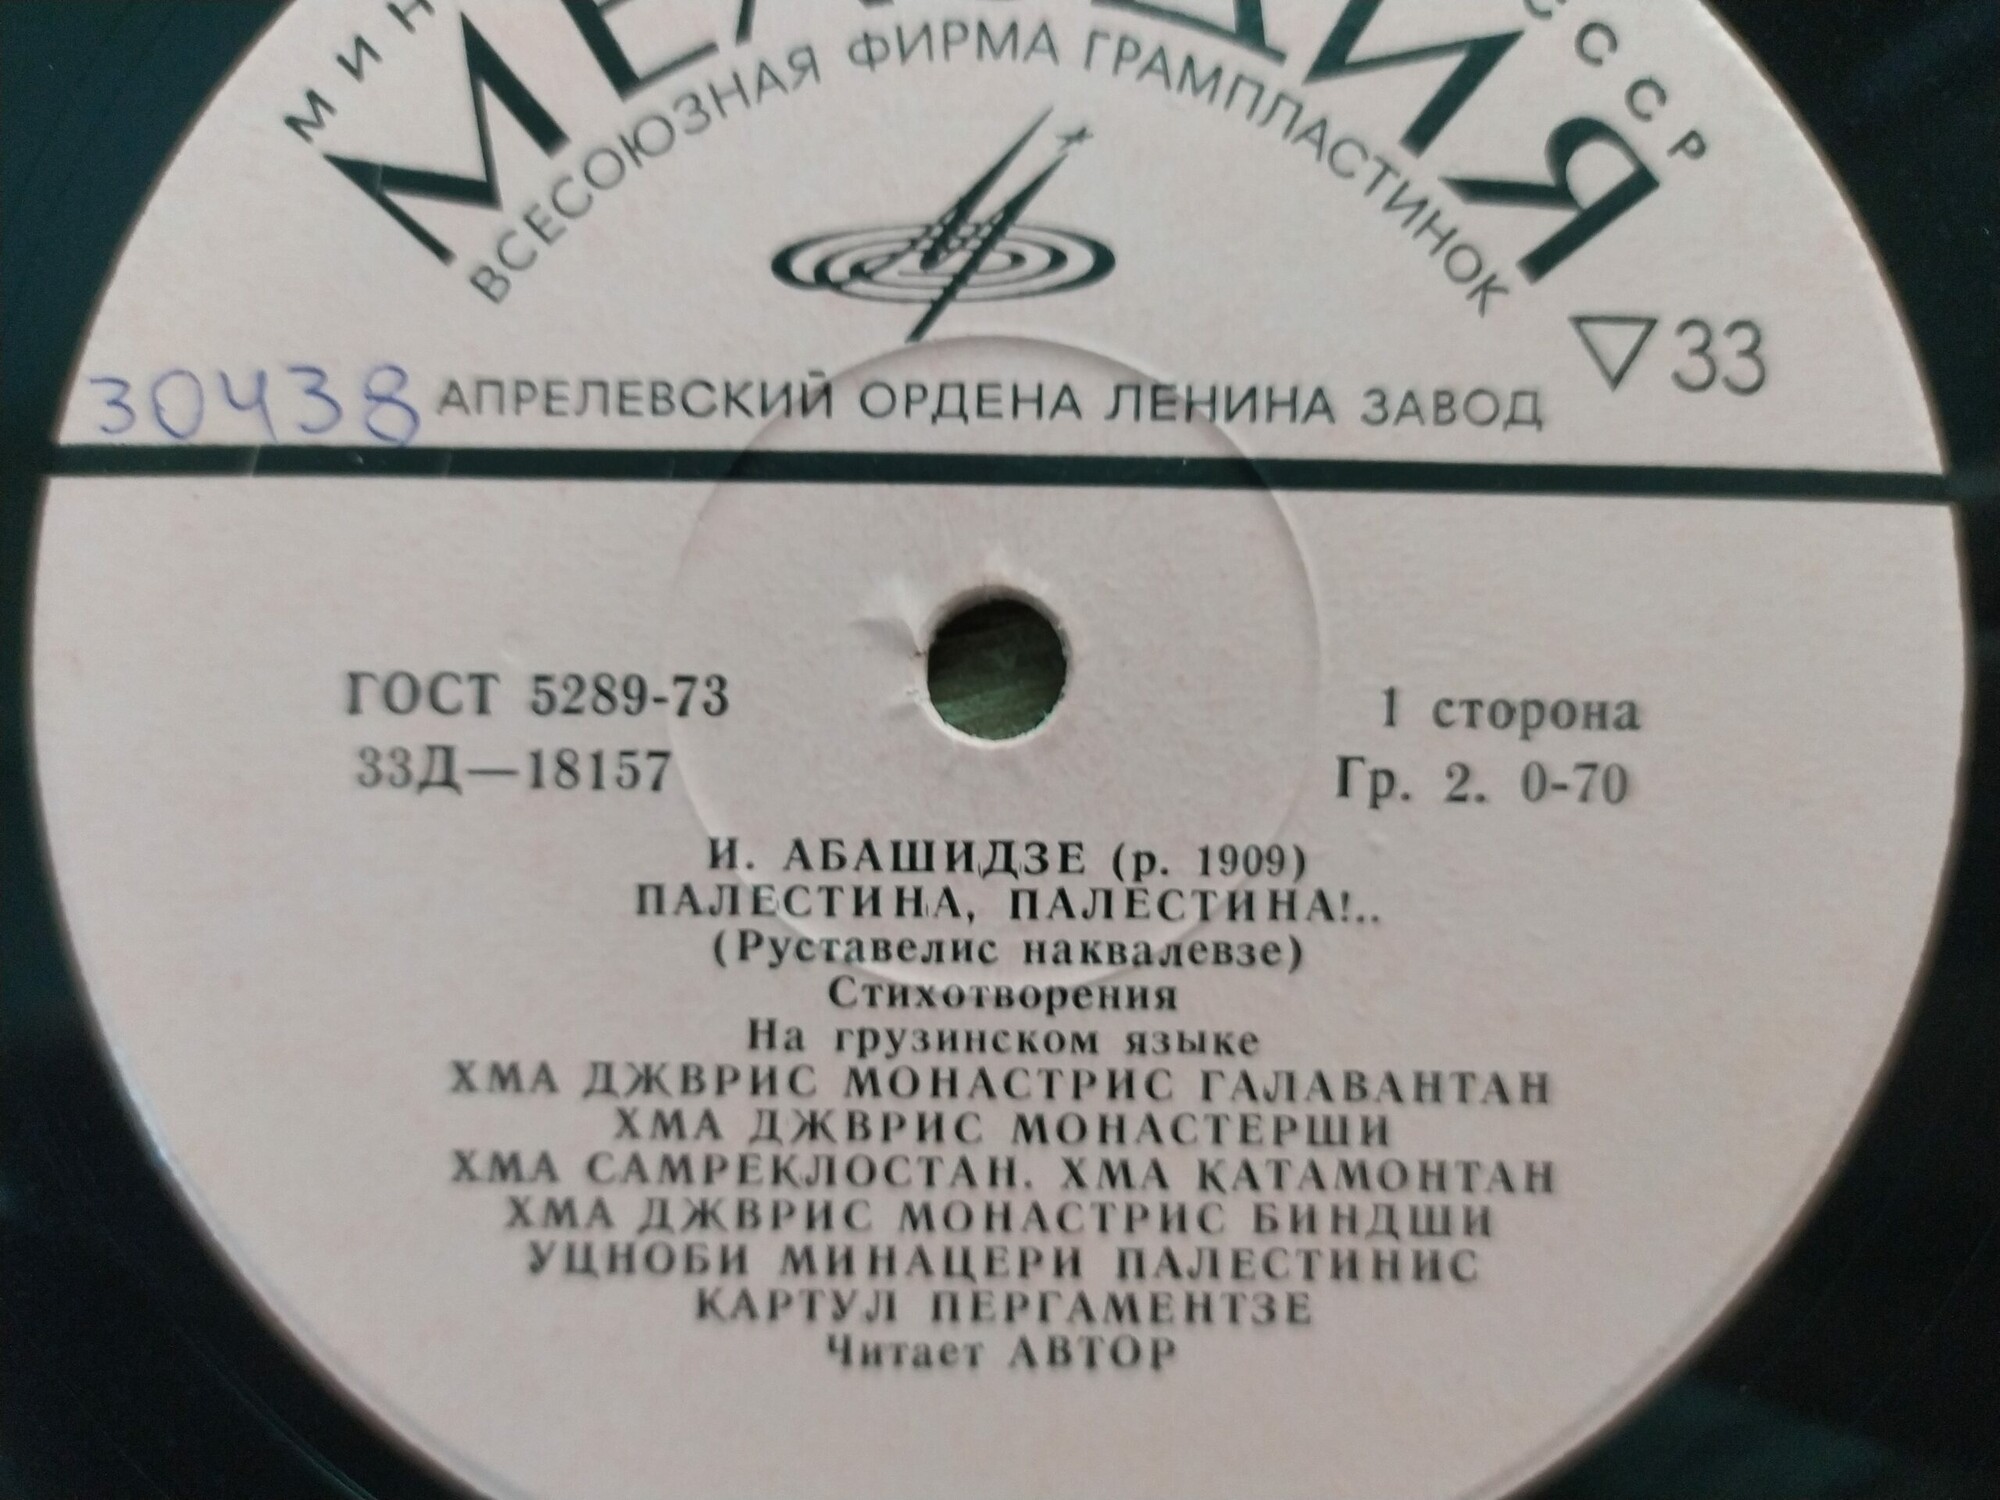 МИН ССР
МЕЛОДИЯ
ВСЕСОЮЗНАЯ ФИРМА ГРАМПЛАСТИНОК
▽33
30438
АПРЕЛЕВСКИЙ ОРДЕНА ЛЕНИНА ЗАВОД
ГОСТ 5289-73
1 сторона
33Д—18157
Гр. 2. 0-70
И. АБАШИДЗЕ (р. 1909)
ПАЛЕСТИНА, ПАЛЕСТИНА!..
(Руставелис наквалевзе)
Стихотворения
На грузинском языке
ХМА ДЖВРИС МОНАСТРИС ГАЛАВАНТАН
ХМА ДЖВРИС МОНАСТЕРШИ
ХМА САМРЕКЛОСТАН. ХМА КАТАМОНТАН
ХМА ДЖВРИС МОНАСТРИС БИНДШИ
УЦНОБИ МИНАЦЕРИ ПАЛЕСТИНИС
КАРТУЛ ПЕРГАМЕНТЗЕ
Читает АВТОР